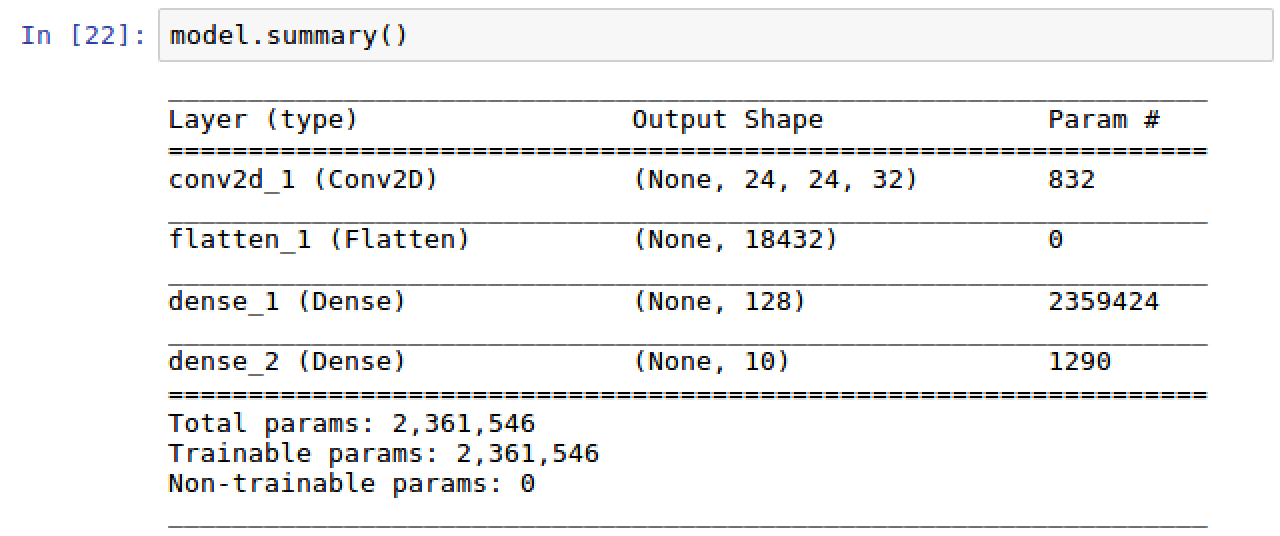 In [22]: model.summary()
Layer (type) Output Shape Param #
conv2d_1 (Conv2D) (None, 24, 24, 32) 832
flatten_1 (Flatten) (None, 18432) 0
dense_1 (Dense) (None, 128) 2359424
dense_2 (Dense) (None, 10) 1290
Total params: 2,361,546
Trainable params: 2,361,546
Non-trainable params: 0